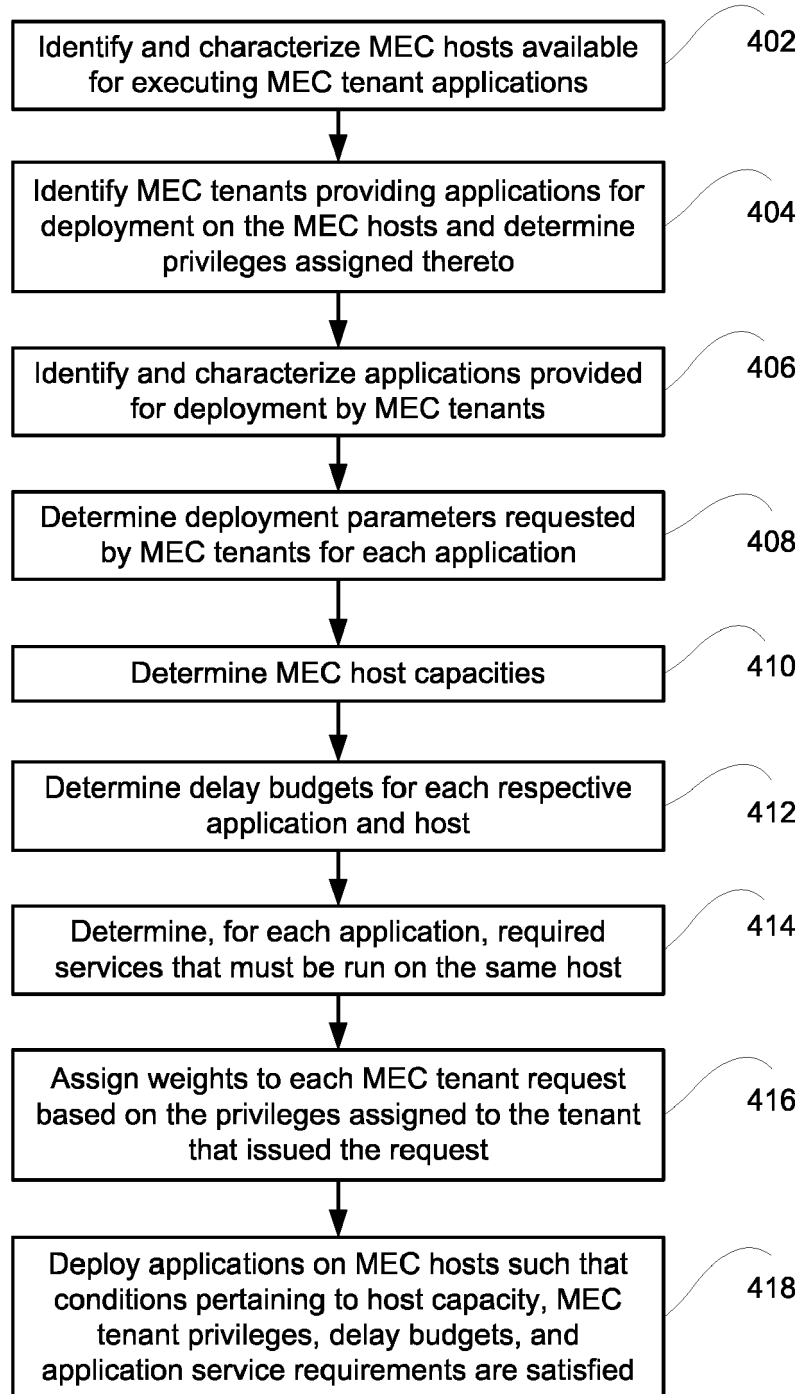 Identify and characterize MEC hosts available
for executing MEC tenant applications
402
Identify MEC tenants providing applications for
deployment on the MEC hosts and determine
privileges assigned thereto
404
Identify and characterize applications provided
for deployment by MEC tenants
406
Determine deployment parameters requested
by MEC tenants for each application
408
Determine MEC host capacities
410
Determine delay budgets for each respective
application and host
412
Determine, for each application, required
services that must be run on the same host
414
Assign weights to each MEC tenant request
based on the privileges assigned to the tenant
that issued the request
416
Deploy applications on MEC hosts such that
conditions pertaining to host capacity, MEC
tenant privileges, delay budgets, and
application service requirements are satisfied
418